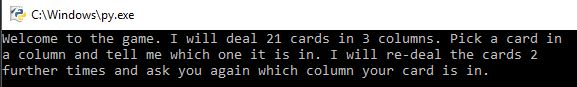 C:\Windows\py.exe
Welcome to the game. I will deal 21 cards in 3 columns. Pick a card in
a column and tell me which one it is in. I will re-deal the cards 2
further times and ask you again which column your card is in.